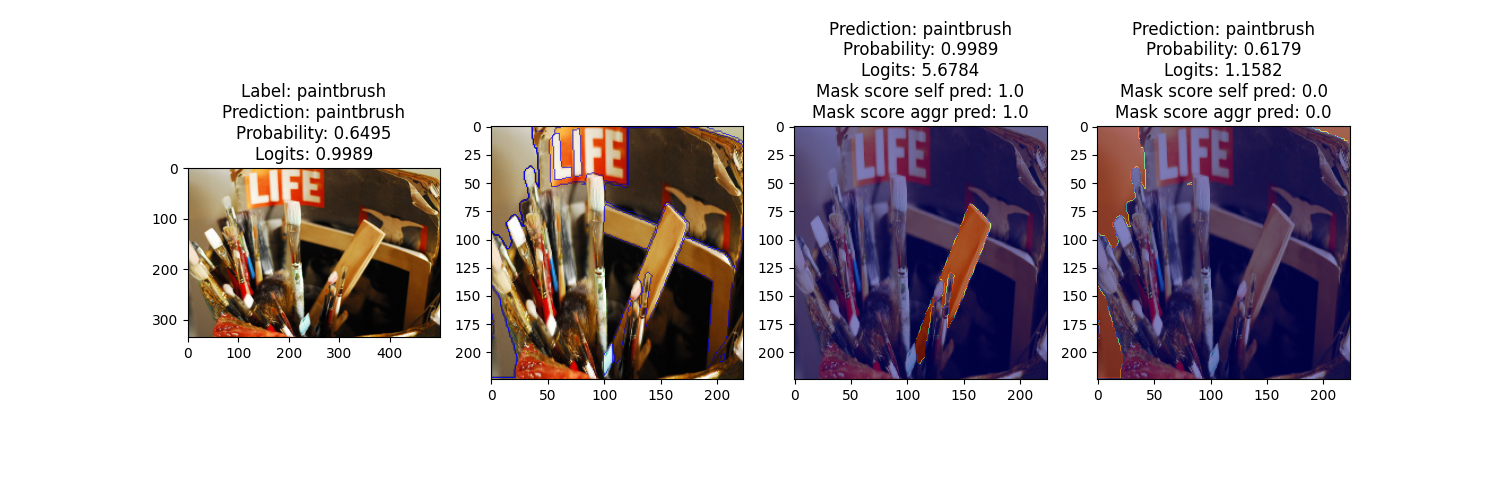 Label: paintbrush
Prediction: paintbrush
Probability: 0.6495
Logits: 0.9989
0
100
200
300
0
100
200
300
400
LIFE
0
25
50
75
100
125
150
175
200
0
50
100
150
200
LIFE
Prediction: paintbrush
Probability: 0.9989
Logits: 5.6784
Mask score self pred: 1.0
Mask score aggr pred: 1.0
0
25
50
75
100
125
150
175
200
0
50
100
150
200
LIFE
Prediction: paintbrush
Probability: 0.6179
Logits: 1.1582
Mask score self pred: 0.0
Mask score aggr pred: 0.0
0
25
50
75
100
125
150
175
200
0
50
100
150
200
LIFE